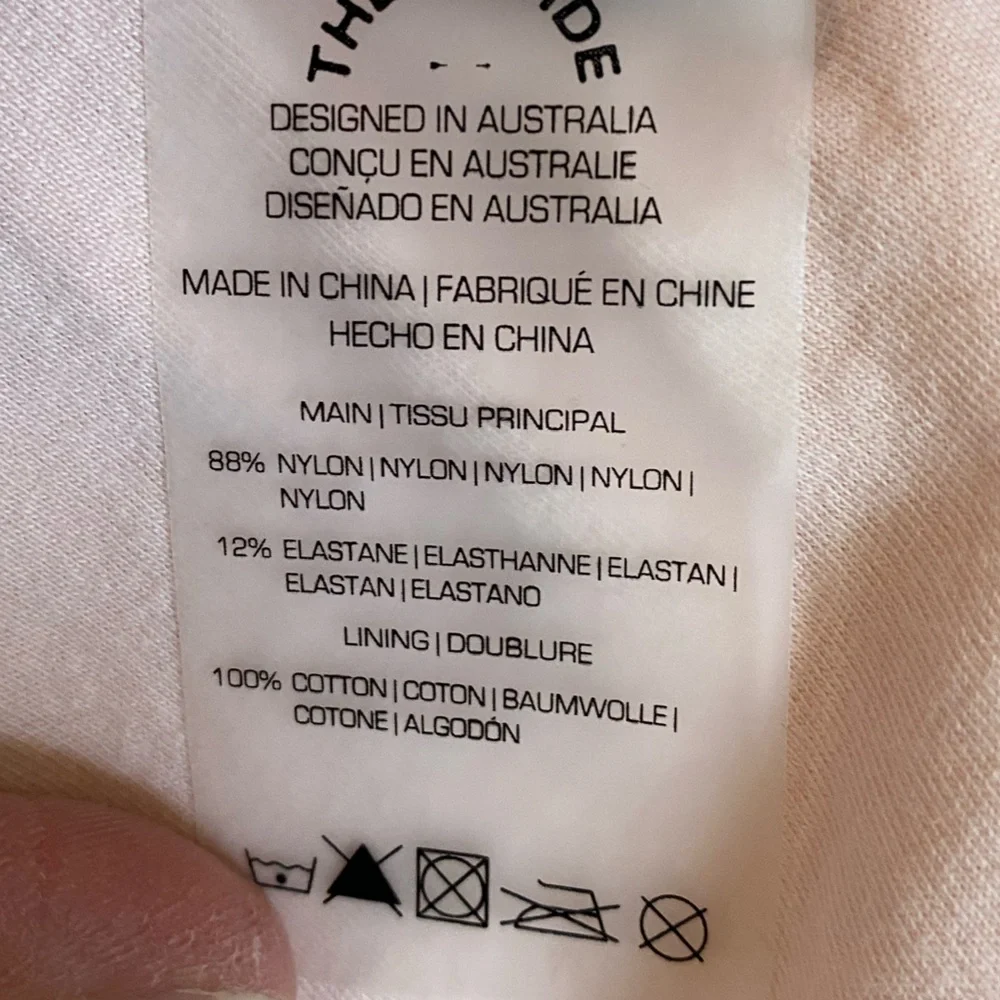 THE
DESIGNED IN AUSTRALIA
CONÇU EN AUSTRALIE
DISEÑADO EN AUSTRALIA
MADE IN CHINA | FABRIQUÉ EN CHINE
HECHO EN CHINA
MAIN | TISSU PRINCIPAL
88% NYLON | NYLON | NYLON | NYLON |
NYLON
12% ELASTANE | ELASTHANNE | ELASTAN |
ELASTAN | ELASTANO
LINING | DOUBLURE
100% COTTON | COTON | BAUMWOLLE |
COTONE | ALGODÓN